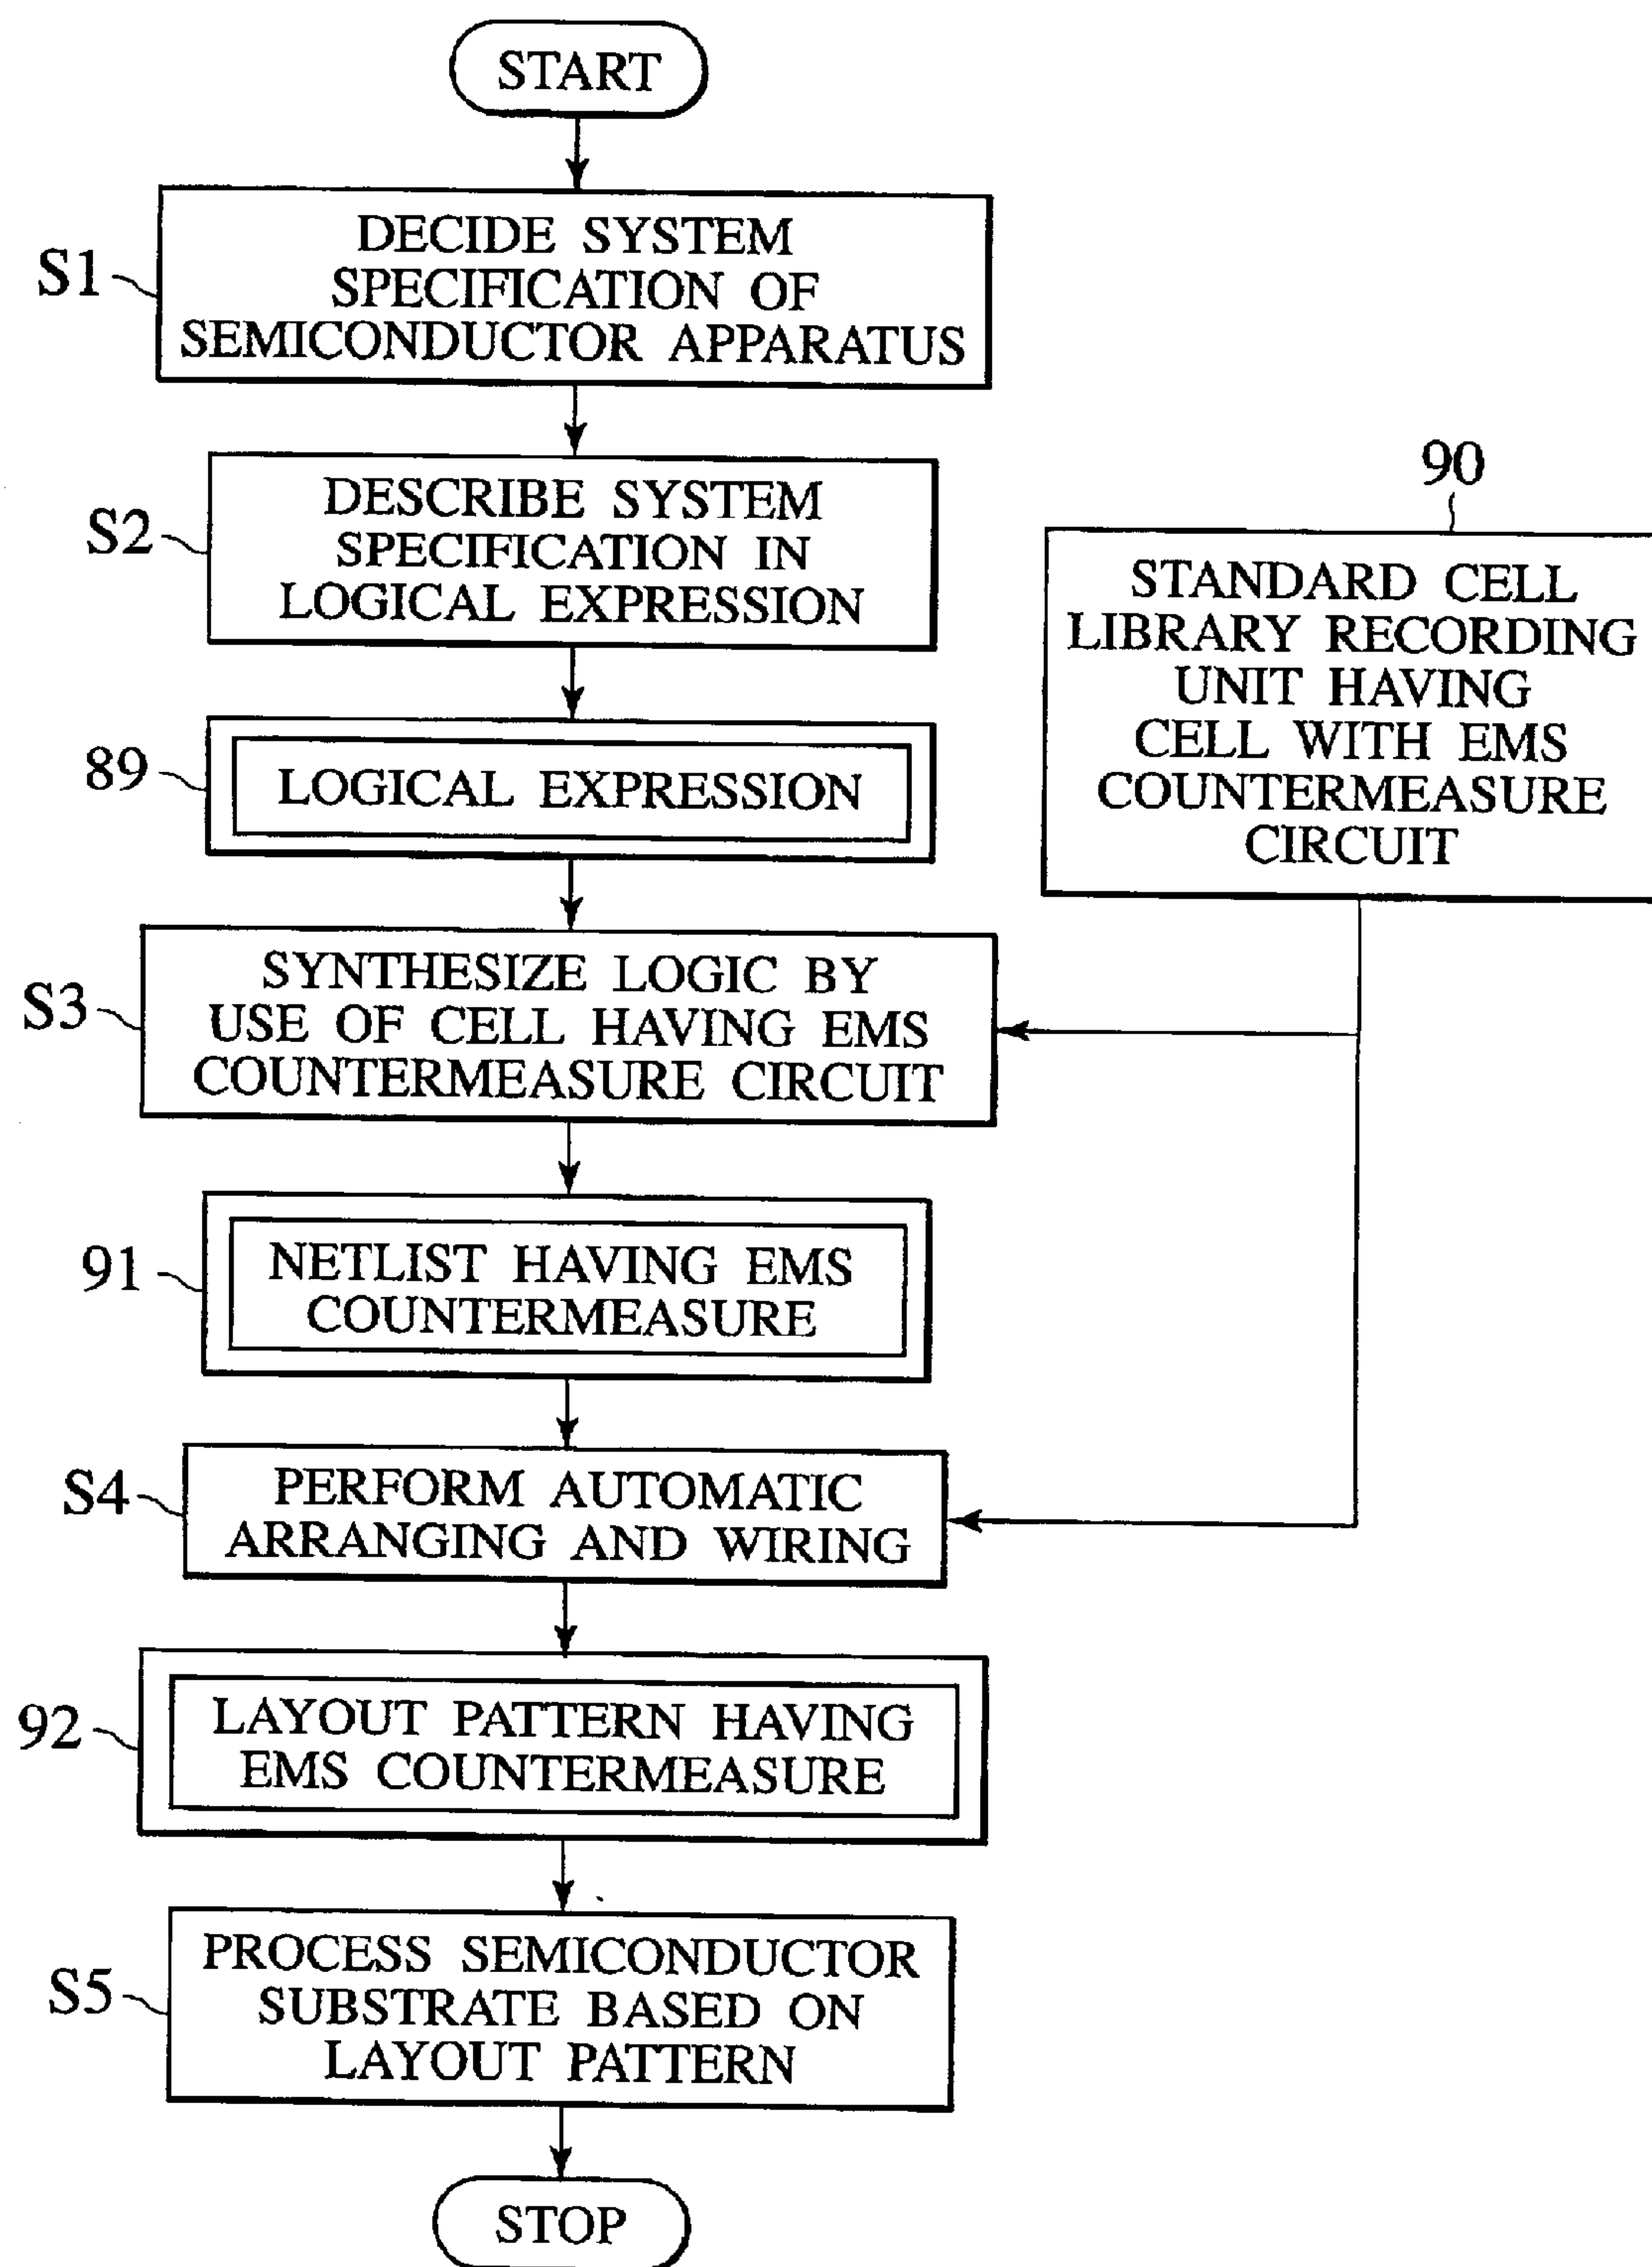 START
S1
DECIDE SYSTEM
SPECIFICATION OF
SEMICONDUCTOR APPARATUS
S2
DESCRIBE SYSTEM
SPECIFICATION IN
LOGICAL EXPRESSION
90
STANDARD CELL
LIBRARY RECORDING
UNIT HAVING
CELL WITH EMS
COUNTERMEASURE
CIRCUIT
89
LOGICAL EXPRESSION
S3
SYNTHESIZE LOGIC BY
USE OF CELL HAVING EMS
COUNTERMEASURE CIRCUIT
91
NETLIST HAVING EMS
COUNTERMEASURE
S4
PERFORM AUTOMATIC
ARRANGING AND WIRING
92
LAYOUT PATTERN HAVING
EMS COUNTERMEASURE
S5
PROCESS SEMICONDUCTOR
SUBSTRATE BASED ON
LAYOUT PATTERN
STOP